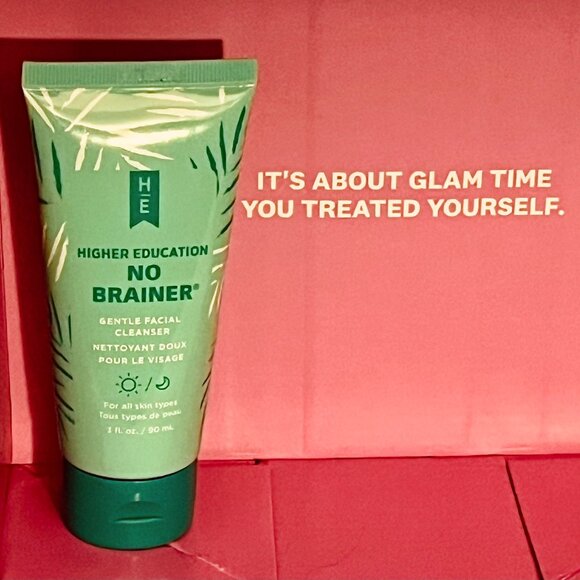 H
E
HIGHER EDUCATION
NO
BRAINER®
GENTLE FACIAL
CLEANSER
NETTOYANT DOUX
POUR LE VISAGE
/
For all skin types
Tous types de peau
3 fl. oz. / 90 mL
IT'S ABOUT GLAM TIME
YOU TREATED YOURSELF.